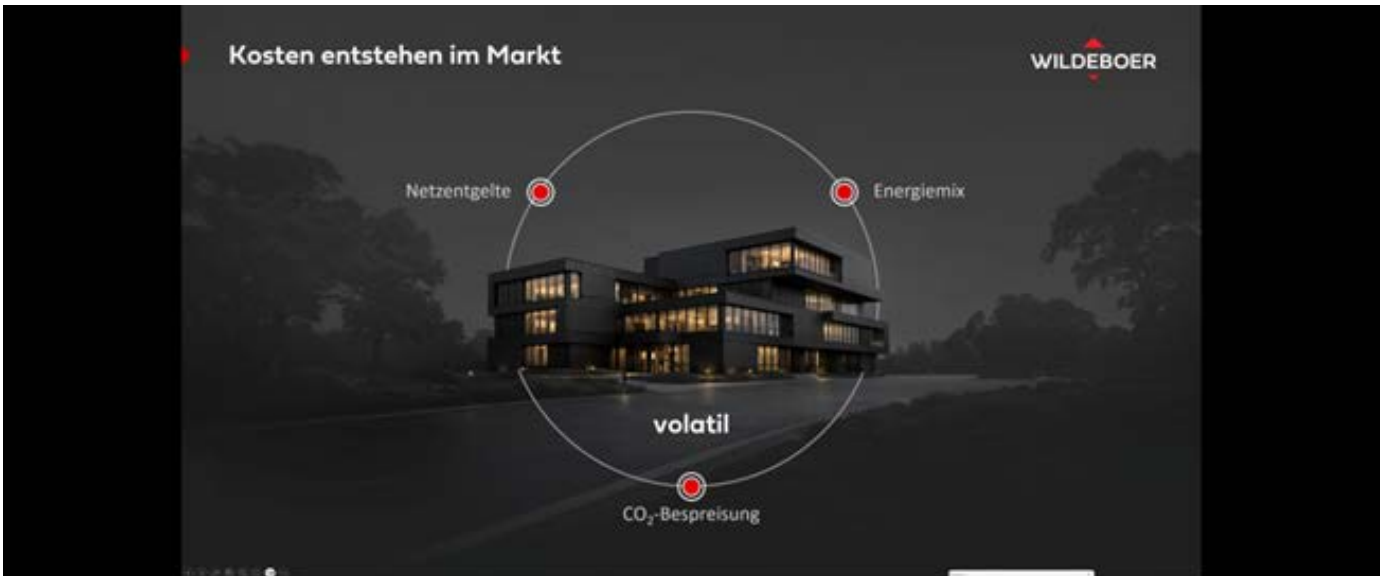 Kosten entstehen im Markt
WILDEBOER
Netzentgelte
Energiemix
volatil
CO₂-Bespreisung